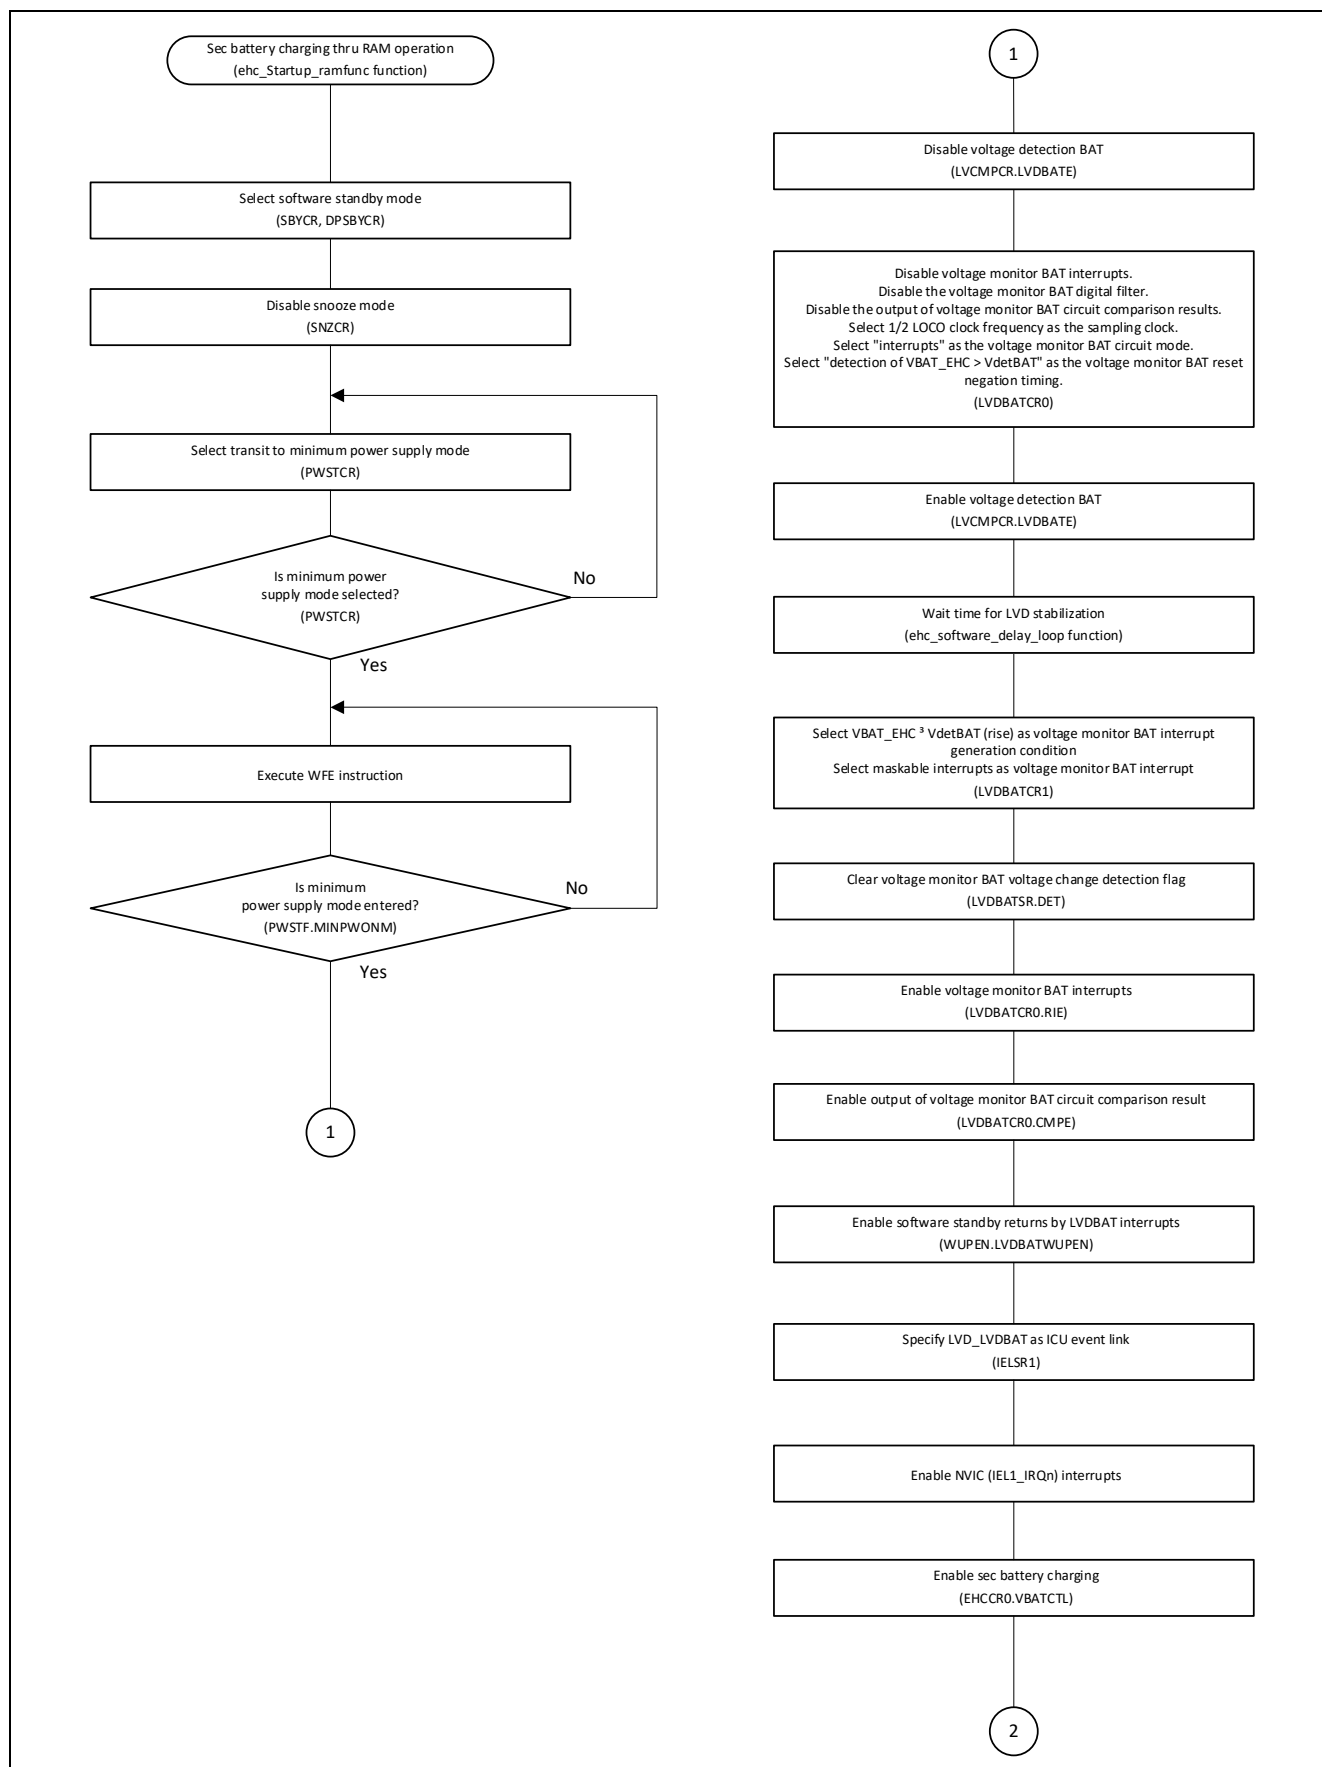 Sec battery charging thru RAM operation
(ehc_Startup_ramfunc function)
Select software standby mode
(SBYCR, DPSBYCR)
Disable snooze mode
(SNZCR)
Select transit to minimum power supply mode
(PWSTCR)
Is minimum power
supply mode selected?
(PWSTCR)
No
Yes
Execute WFE instruction
Is minimum
power supply mode entered?
(PWSTF.MINPWONM)
No
Yes
1
1
Disable voltage detection BAT
(LVCMPCR.LVDBATE)
Disable voltage monitor BAT interrupts.
Disable the voltage monitor BAT digital filter.
Disable the output of voltage monitor BAT circuit comparison results.
Select 1/2 LOCO clock frequency as the sampling clock.
Select "interrupts" as the voltage monitor BAT circuit mode.
Select "detection of VBAT_EHC > VdetBAT" as the voltage monitor BAT reset
negation timing.
(LVDBATCR0)
Enable voltage detection BAT
(LVCMPCR.LVDBATE)
Wait time for LVD stabilization
(ehc_software_delay_loop function)
Select VBAT_EHC ³ VdetBAT (rise) as voltage monitor BAT interrupt
generation condition
Select maskable interrupts as voltage monitor BAT interrupt
(LVDBATCR1)
Clear voltage monitor BAT voltage change detection flag
(LVDBATSR.DET)
Enable voltage monitor BAT interrupts
(LVDBATCR0.RIE)
Enable output of voltage monitor BAT circuit comparison result
(LVDBATCR0.CMPE)
Enable software standby returns by LVDBAT interrupts
(WUPEN.LVDBATWUPEN)
Specify LVD_LVDBAT as ICU event link
(IELSR1)
Enable NVIC (IEL1_IRQn) interrupts
Enable sec battery charging
(EHCCR0.VBATCTL)
2